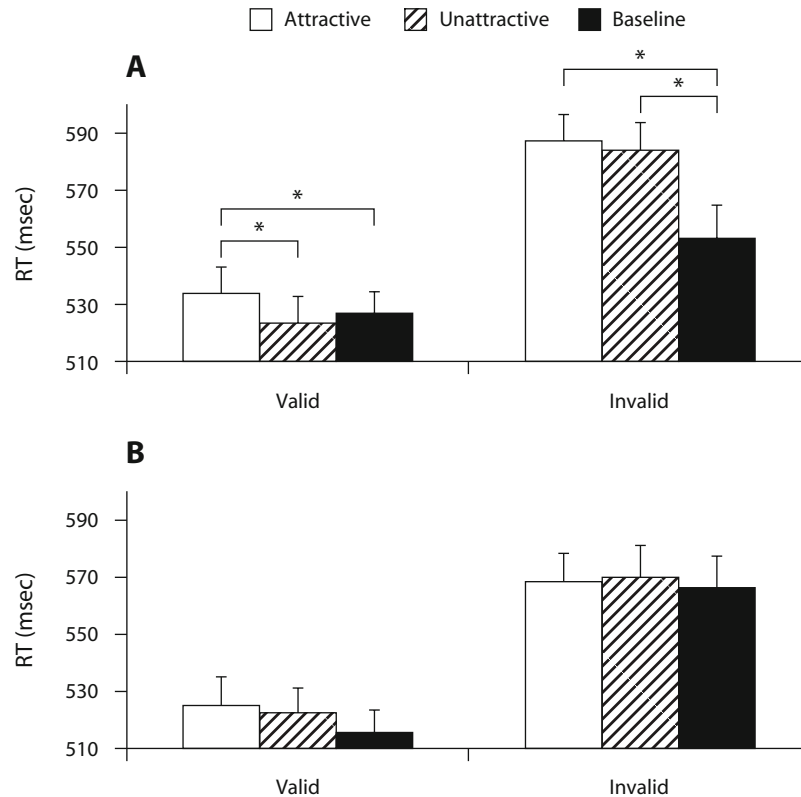 Attractive Unattractive Baseline
A
*
*
*
*
590
570
550
530
510
RT (msec)
Valid Invalid
B
590
570
550
530
510
RT (msec)
Valid Invalid